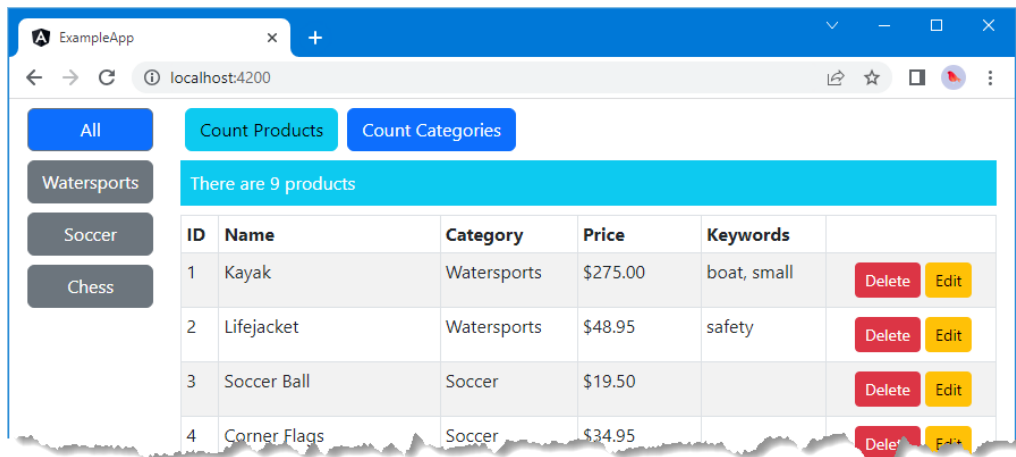 ExampleApp
localhost:4200
All
Count Products Count Categories
Watersports
There are 9 products
Soccer
Chess
ID Name Category Price Keywords
1 Kayak Watersports $275.00 boat, small Delete Edit
2 Lifejacket Watersports $48.95 safety Delete Edit
3 Soccer Ball Soccer $19.50 Delete Edit
4 Corner Flags Soccer $34.95 Delete Edit